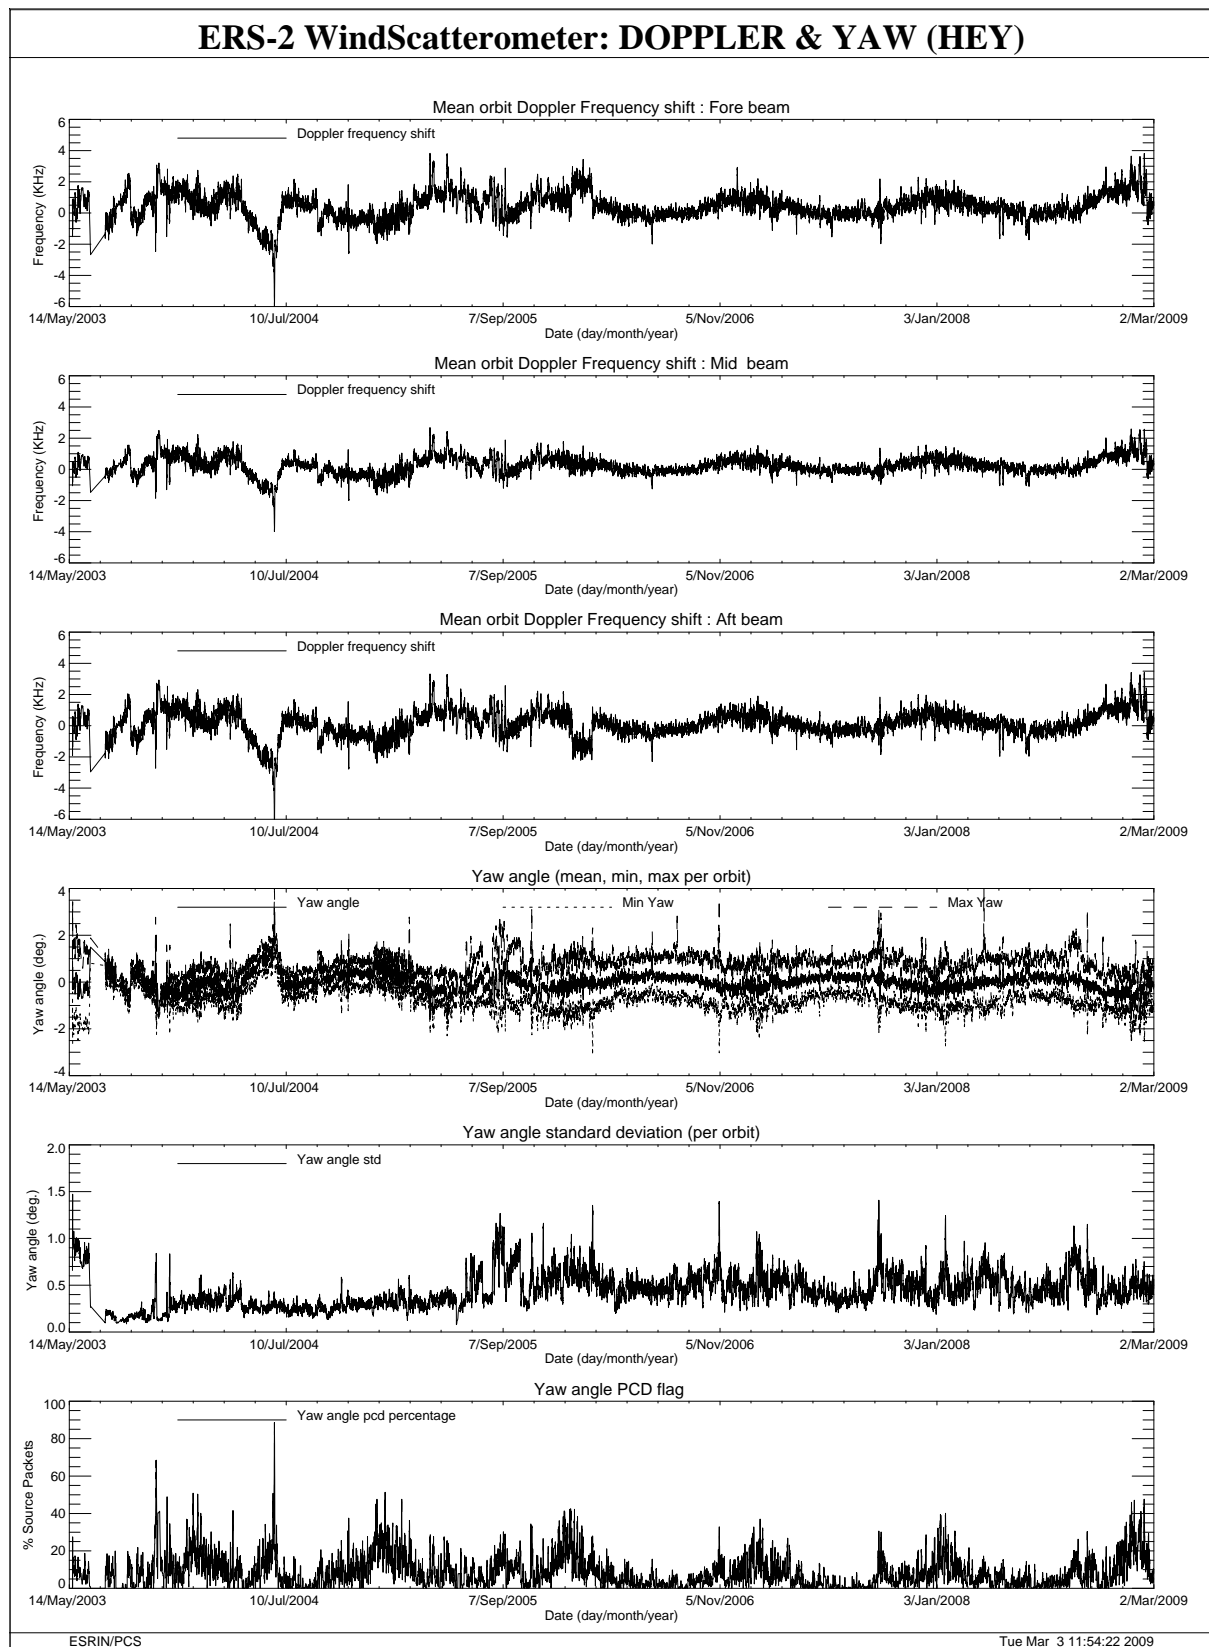 ERS-2 WindScatterometer: DOPPLER & YAW (HEY)
Mean orbit Doppler Frequency shift : Fore beam
Doppler frequency shift
Frequency (KHz)
6
4
2
0
-2
-4
-6
14/May/2003 10/Jul/2004 7/Sep/2005 5/Nov/2006 3/Jan/2008 2/Mar/2009
Date (day/month/year)
Mean orbit Doppler Frequency shift : Mid beam
Doppler frequency shift
Frequency (KHz)
6
4
2
0
-2
-4
-6
14/May/2003 10/Jul/2004 7/Sep/2005 5/Nov/2006 3/Jan/2008 2/Mar/2009
Date (day/month/year)
Mean orbit Doppler Frequency shift : Aft beam
Doppler frequency shift
Frequency (KHz)
6
4
2
0
-2
-4
-6
14/May/2003 10/Jul/2004 7/Sep/2005 5/Nov/2006 3/Jan/2008 2/Mar/2009
Date (day/month/year)
Yaw angle (mean, min, max per orbit)
Yaw angle Min Yaw Max Yaw
Yaw angle (deg.)
4
2
0
-2
-4
14/May/2003 10/Jul/2004 7/Sep/2005 5/Nov/2006 3/Jan/2008 2/Mar/2009
Date (day/month/year)
Yaw angle standard deviation (per orbit)
Yaw angle std
Yaw angle (deg.)
2.0
1.5
1.0
0.5
0.0
14/May/2003 10/Jul/2004 7/Sep/2005 5/Nov/2006 3/Jan/2008 2/Mar/2009
Date (day/month/year)
Yaw angle PCD flag
Yaw angle pcd percentage
% Source Packets
100
80
60
40
20
0
14/May/2003 10/Jul/2004 7/Sep/2005 5/Nov/2006 3/Jan/2008 2/Mar/2009
Date (day/month/year)
ESRIN/PCS Tue Mar 3 11:54:22 2009